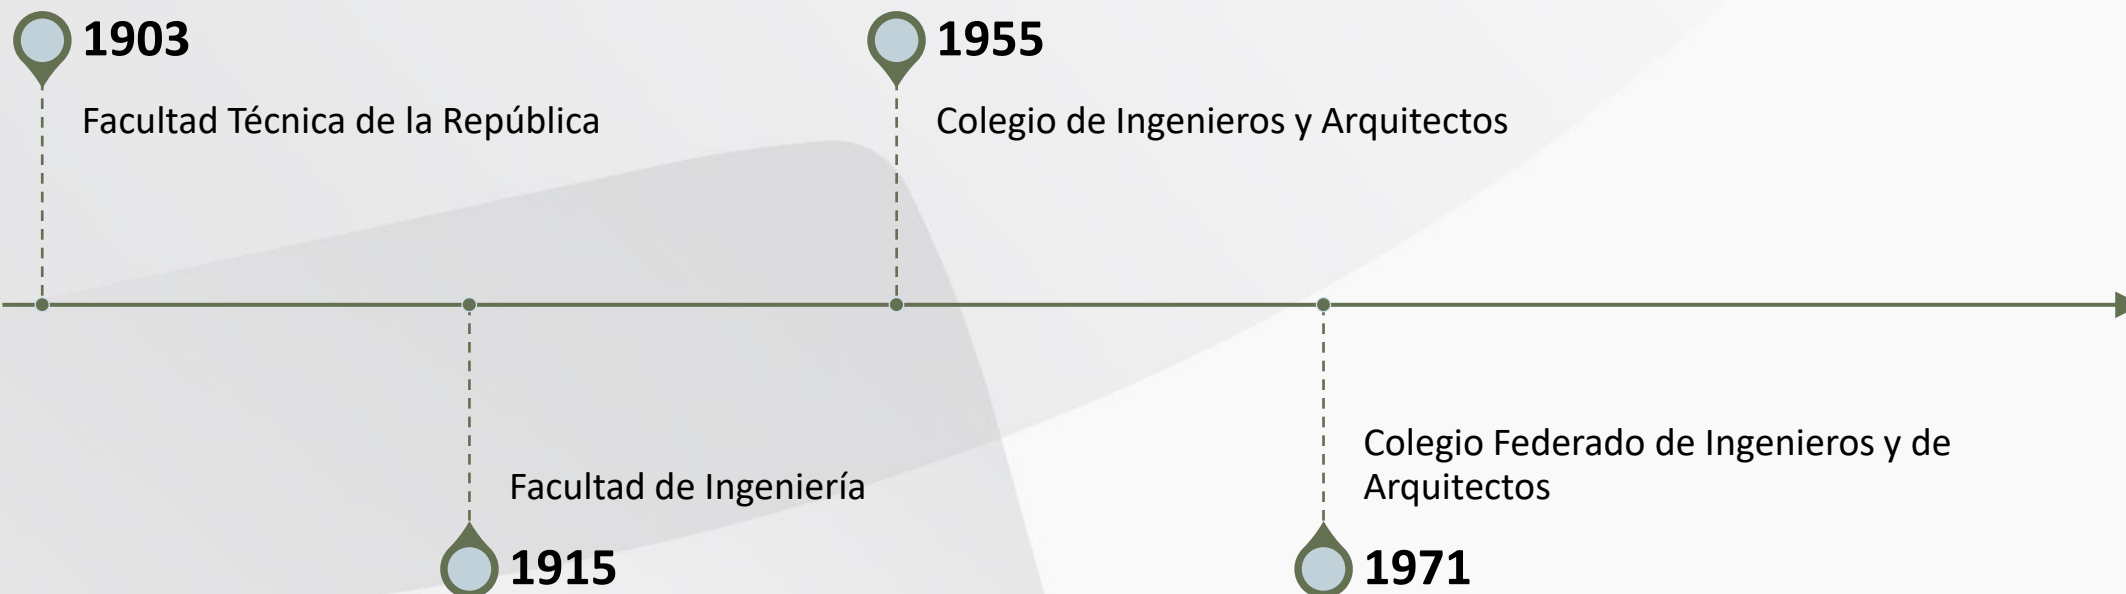 1903
Facultad Técnica de la República
1955
Colegio de Ingenieros y Arquitectos
Facultad de Ingeniería
1915
Colegio Federado de Ingenieros y de
Arquitectos
1971